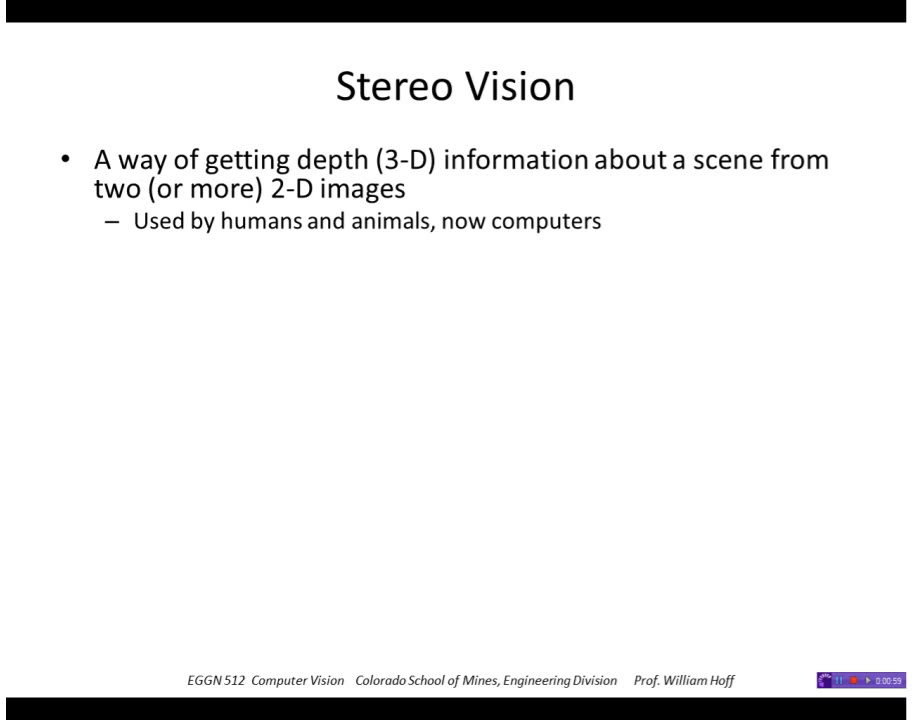 Stereo Vision
• A way of getting depth (3-D) information about a scene from
two (or more) 2-D images
– Used by humans and animals, now computers
EGGN 512 Computer Vision Colorado School of Mines, Engineering Division Prof. William Hoff
0:00:59